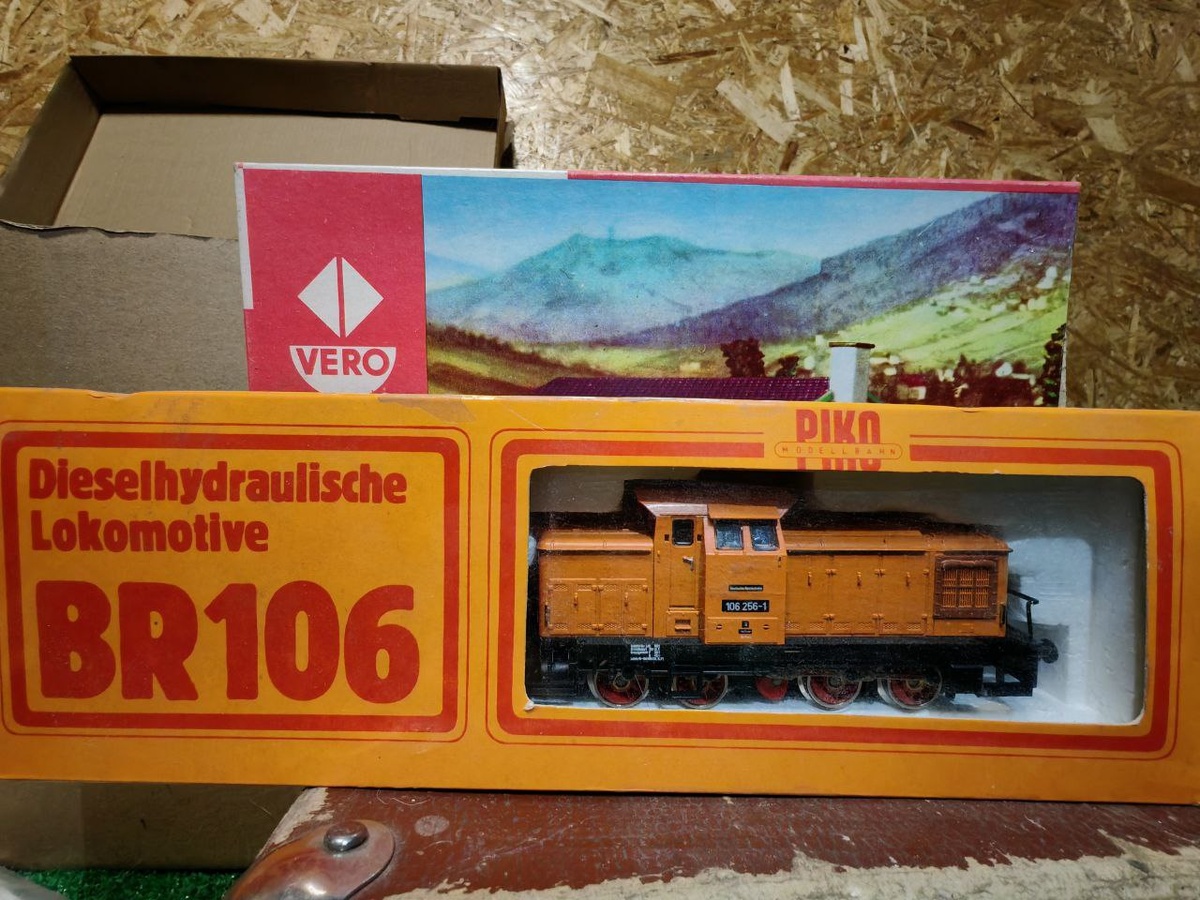 VERO
PIKO
MODELLBAHN
Dieselhydraulische
Lokomotive
BR106
106 256-1